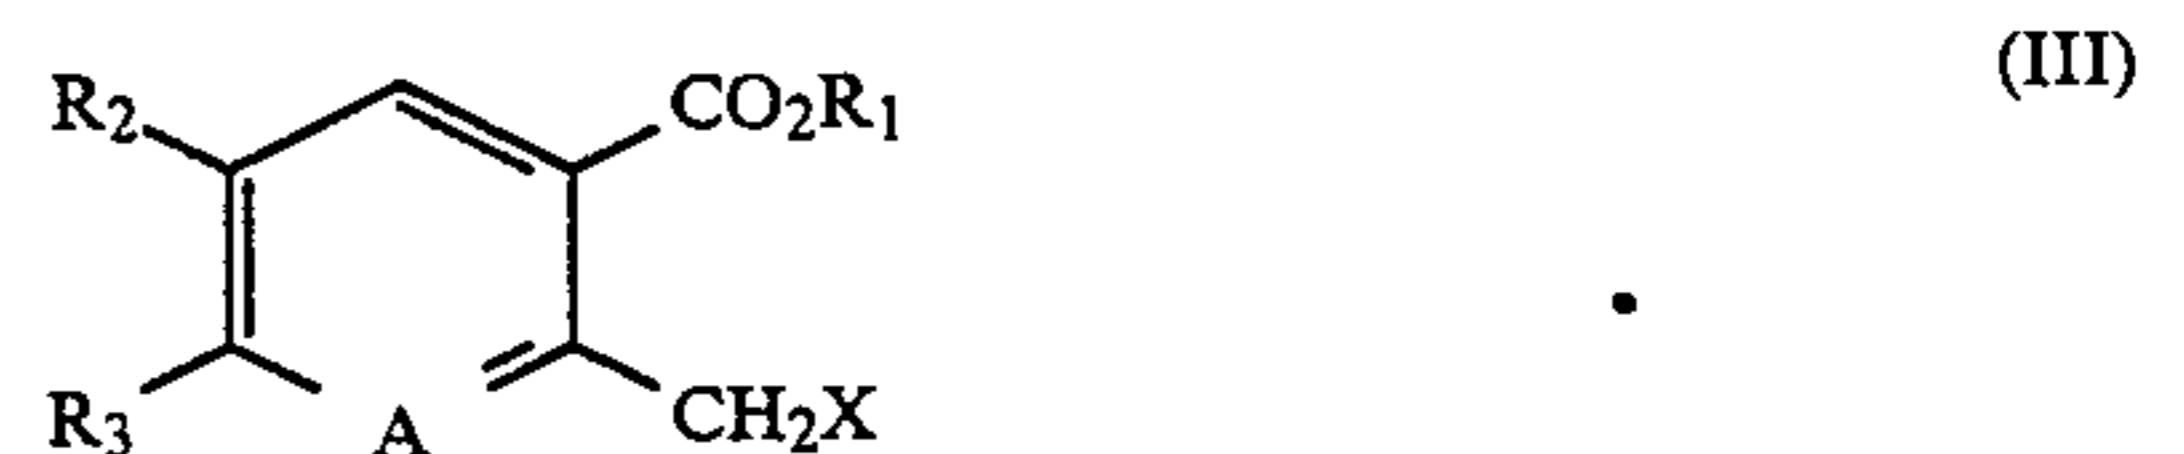 (III)
R₂ CO₂R₁
R₃ A CH₂X